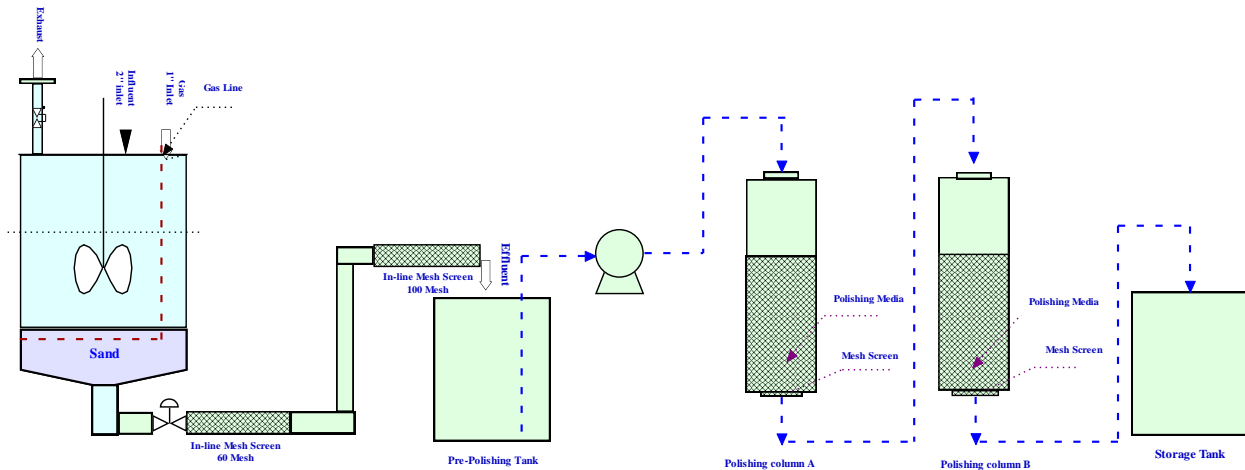 Exhaust
Influent
2" inlet
Gas
1" Inlet
Gas Line
Sand
In-line Mesh Screen
60 Mesh
In-line Mesh Screen
100 Mesh
Effluent
Pre-Polishing Tank
Polishing Media
Mesh Screen
Polishing column A
Polishing Media
Mesh Screen
Polishing column B
Storage Tank